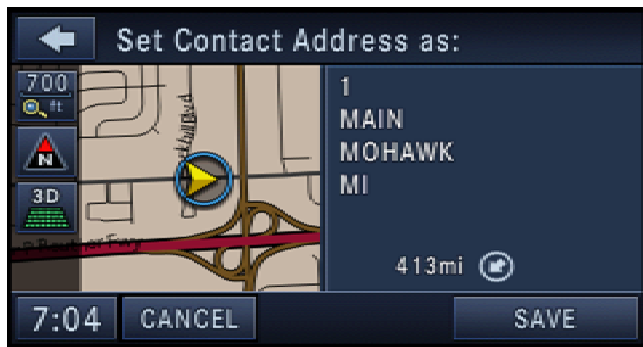 Set Contact Address as:
700
ft
N
3D
1
MAIN
MOHAWK
MI
413mi
7:04
CANCEL
SAVE